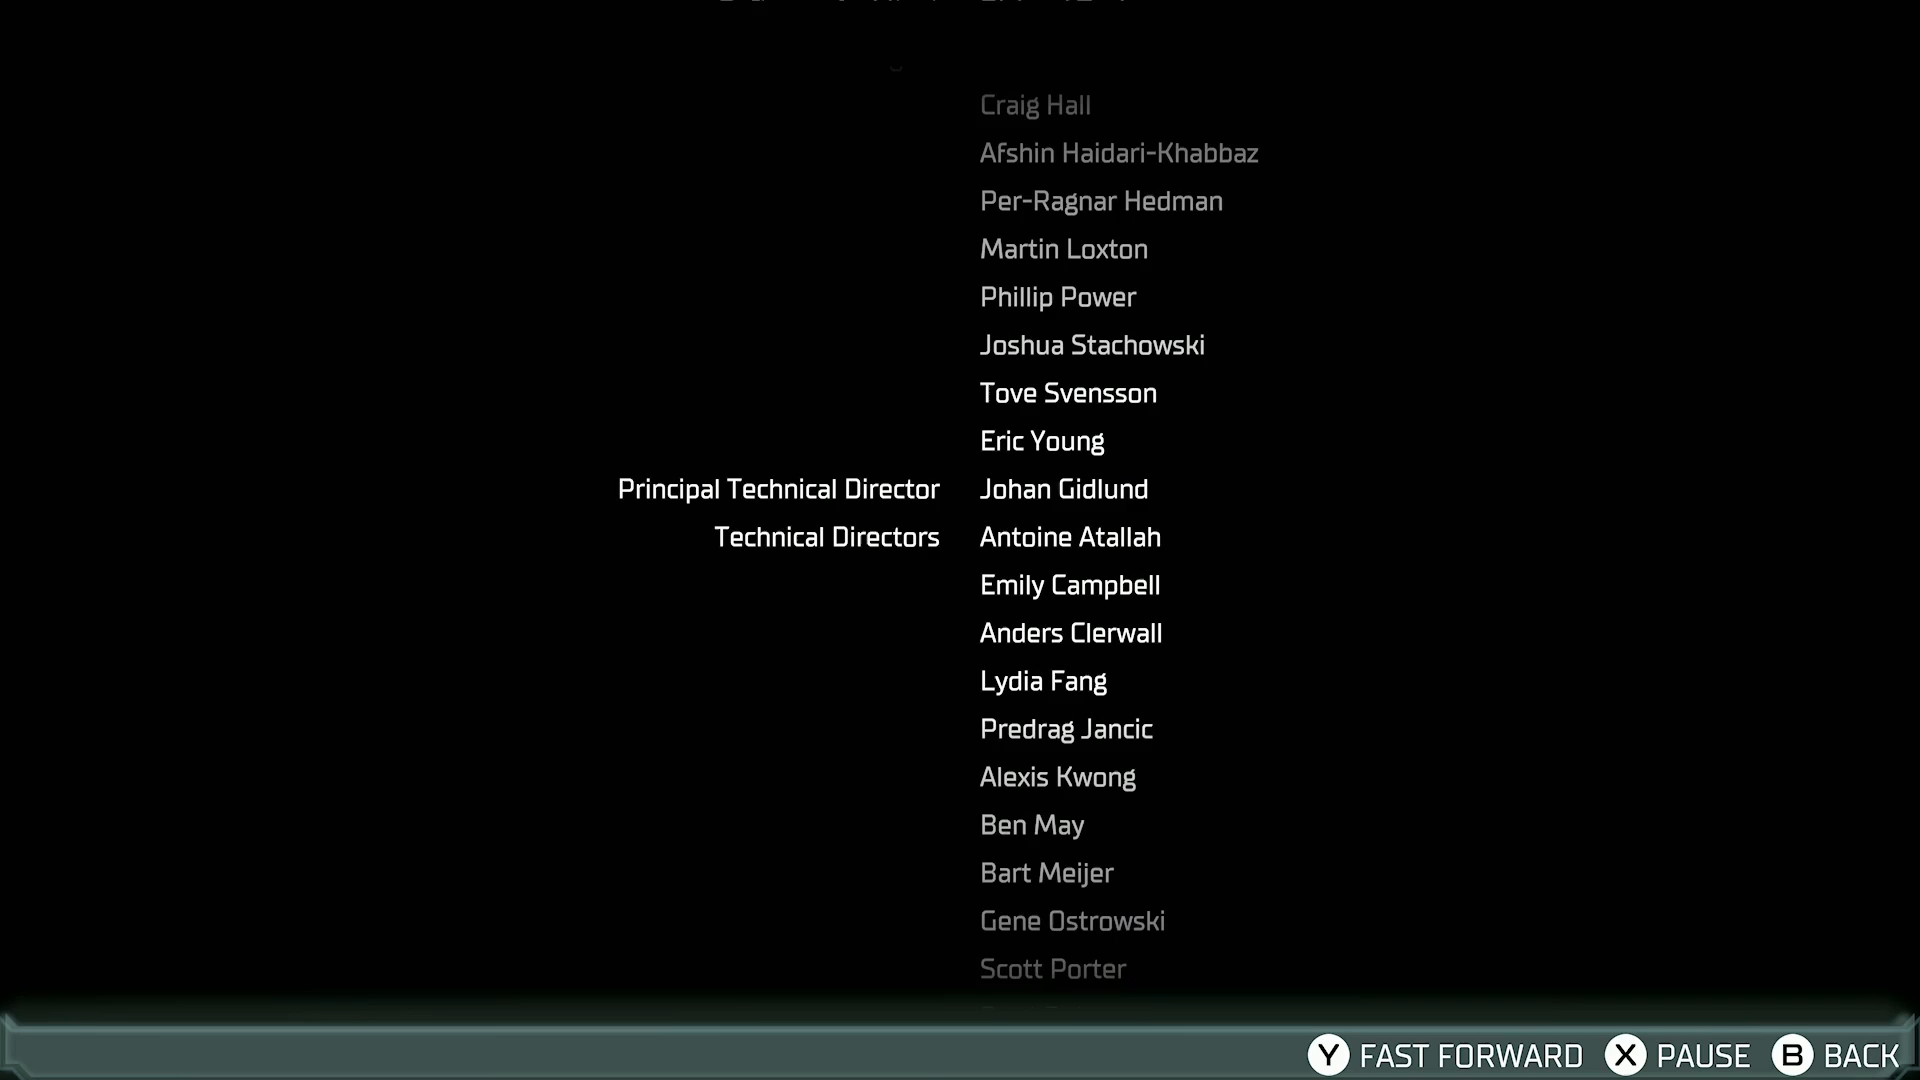 Craig Hall
Afshin Haidari-Khabbaz
Per-Ragnar Hedman
Martin Loxton
Phillip Power
Joshua Stachowski
Tove Svensson
Eric Young
Principal Technical Director Johan Gidlund
Technical Directors Antoine Atallah
Emily Campbell
Anders Clerwall
Lydia Fang
Predrag Jancic
Alexis Kwong
Ben May
Bart Meijer
Gene Ostrowski
Scott Porter
Y FAST FORWARD X PAUSE B BACK